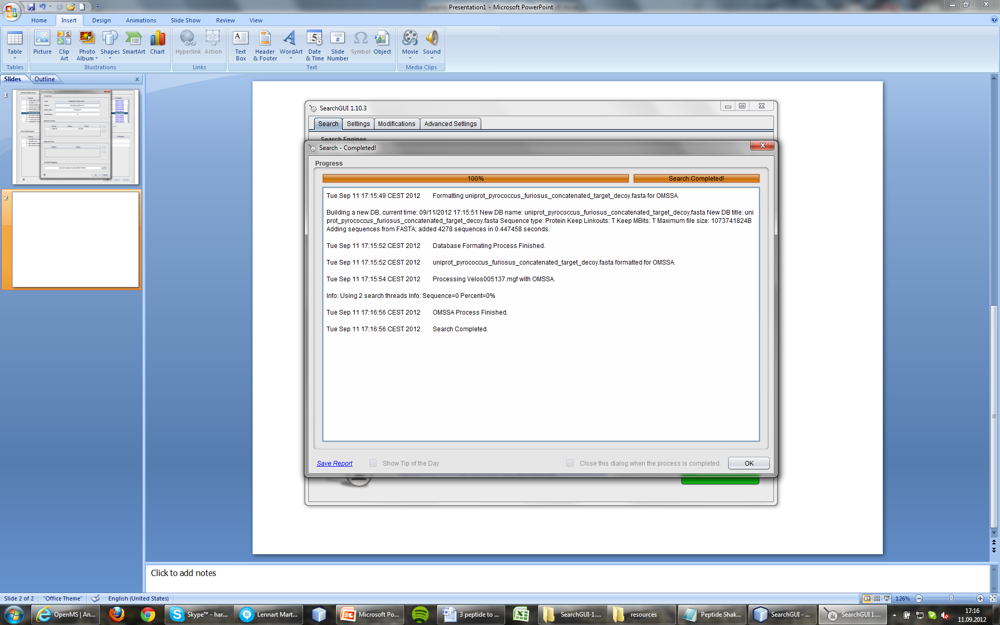 Presentation1 - Microsoft PowerPoint
Home Insert Design Animations Slide Show Review View
Table Picture Clip Art Photo Album Shapes SmartArt Chart Hyperlink Action Text Box Header & Footer WordArt Date & Time Slide Number Symbol Object Movie Sound
Tables Illustrations Links Text Media Clips
Slides Outline x
1
2
SearchGUI 1.10.3
Search Settings Modifications Advanced Settings
Search Engines
Search - Completed!
Progress
100% Search Completed!
Tue Sep 11 17:15:49 CEST 2012 Formatting uniprot_pyrococcus_furiosus_concatenated_target_decoy.fasta for OMSSA.
Building a new DB, current time: 09/11/2012 17:15:51 New DB name: uniprot_pyrococcus_furiosus_concatenated_target_decoy.fasta New DB title: uni
prot_pyrococcus_furiosus_concatenated_target_decoy.fasta Sequence type: Protein Keep Linkouts: T Keep MBits: T Maximum file size: 1073741824B
Adding sequences from FASTA; added 4278 sequences in 0.447458 seconds.
Tue Sep 11 17:15:52 CEST 2012 Database Formating Process Finished.
Tue Sep 11 17:15:52 CEST 2012 uniprot_pyrococcus_furiosus_concatenated_target_decoy.fasta formatted for OMSSA.
Tue Sep 11 17:15:54 CEST 2012 Processing Velos005137.mgf with OMSSA.
Info: Using 2 search threads Info: Sequence=0 Percent=0%
Tue Sep 11 17:16:56 CEST 2012 OMSSA Process Finished.
Tue Sep 11 17:16:56 CEST 2012 Search Completed.
Save Report Show Tip of the Day Close this dialog when the process is completed. OK
Click to add notes
Slide 2 of 2 "Office Theme" English (United States) 126%
OpenMS | An... Skype™ - har... Lennart Mart... Microsoft Po... 3 peptide to ... SearchGUI-1.... resources Peptide Shak... SearchGUI - ... SearchGUI 1.... 17:16
11.09.2012